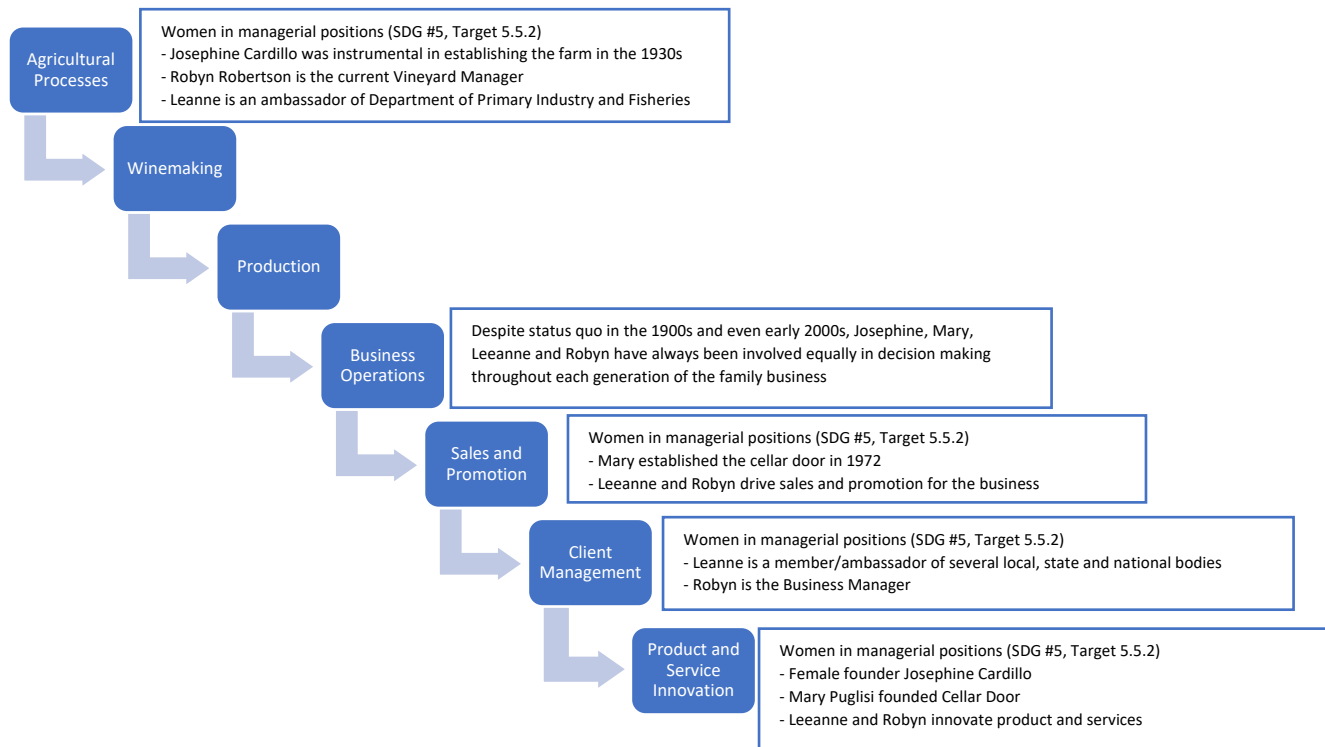 Agricultural
Processes
Women in managerial positions (SDG #5, Target 5.5.2)
- Josephine Cardillo was instrumental in establishing the farm in the 1930s
- Robyn Robertson is the current Vineyard Manager
- Leanne is an ambassador of Department of Primary Industry and Fisheries
Winemaking
Production
Business
Operations
Despite status quo in the 1900s and even early 2000s, Josephine, Mary,
Leeanne and Robyn have always been involved equally in decision making
throughout each generation of the family business
Sales and
Promotion
Women in managerial positions (SDG #5, Target 5.5.2)
- Mary established the cellar door in 1972
- Leeanne and Robyn drive sales and promotion for the business
Client
Management
Women in managerial positions (SDG #5, Target 5.5.2)
- Leanne is a member/ambassador of several local, state and national bodies
- Robyn is the Business Manager
Product and
Service
Innovation
Women in managerial positions (SDG #5, Target 5.5.2)
- Female founder Josephine Cardillo
- Mary Puglisi founded Cellar Door
- Leeanne and Robyn innovate product and services